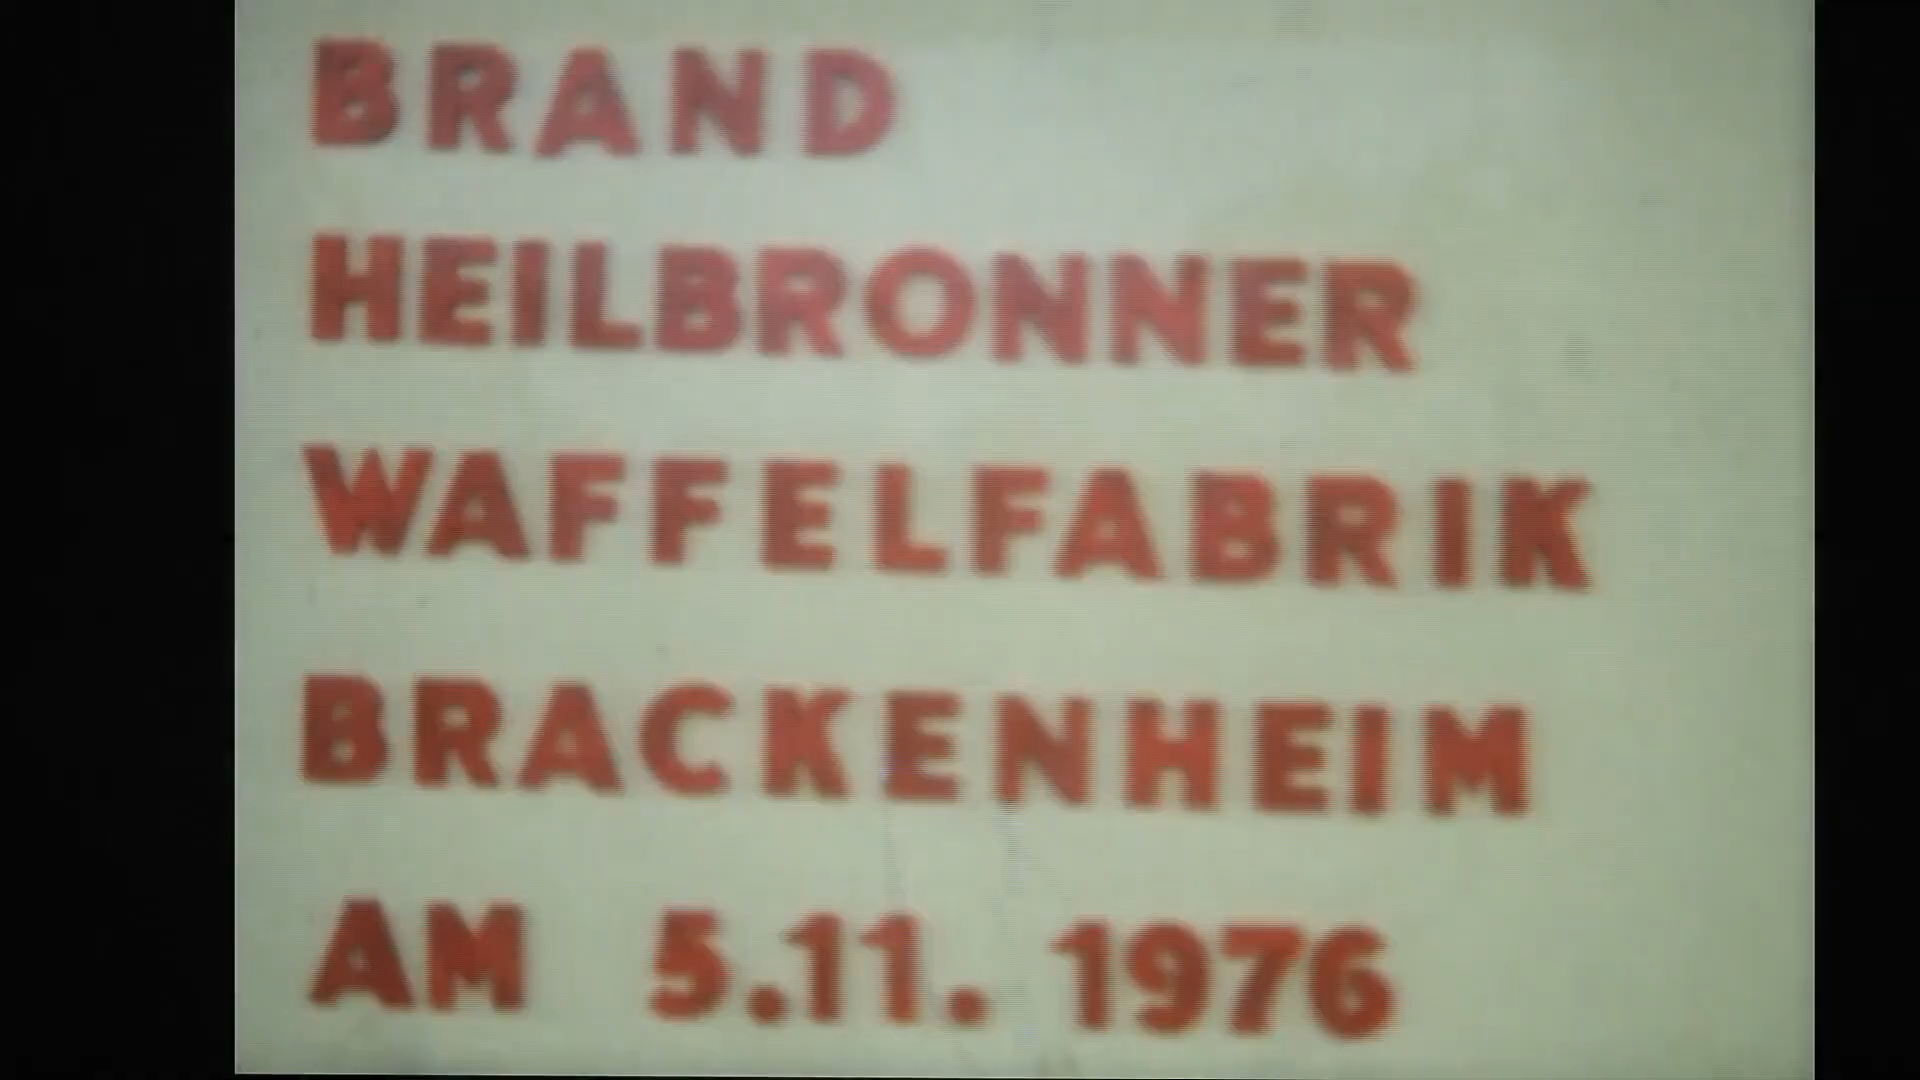 BRAND
HEILBRONNER
WAFFELFABRIK
BRACKENHEIM
AM 5.11. 1976